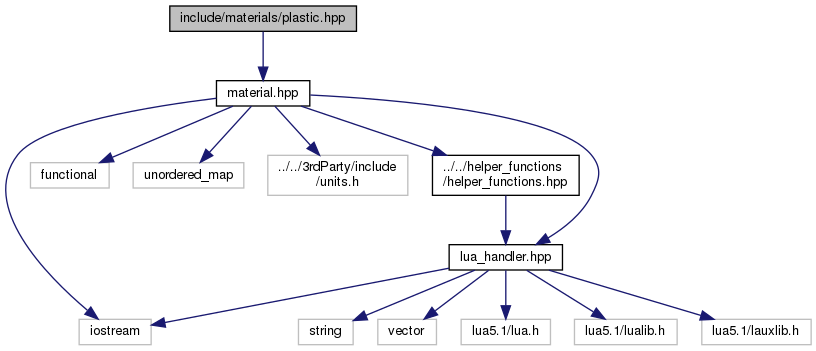 include/materials/plastic.hpp
material.hpp
functional
unordered_map
../../3rdParty/include
/units.h
../../helper_functions
/helper_functions.hpp
lua_handler.hpp
iostream
string
vector
lua5.1/lua.h
lua5.1/lualib.h
lua5.1/lauxlib.h